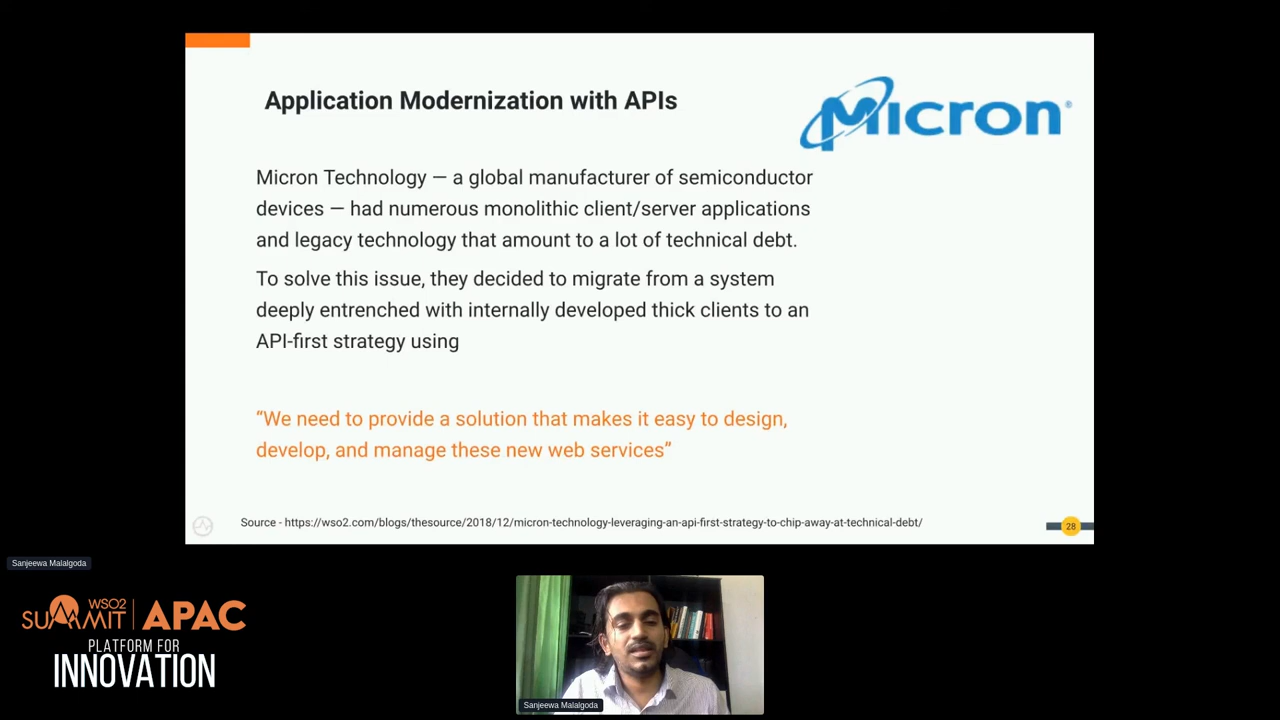 Application Modernization with APIs
Micron®
Micron Technology — a global manufacturer of semiconductor
devices — had numerous monolithic client/server applications
and legacy technology that amount to a lot of technical debt.
To solve this issue, they decided to migrate from a system
deeply entrenched with internally developed thick clients to an
API-first strategy using
“We need to provide a solution that makes it easy to design,
develop, and manage these new web services”
Source - https://wso2.com/blogs/thesource/2018/12/micron-technology-leveraging-an-api-first-strategy-to-chip-away-at-technical-debt/
28
Sanjeewa Malalgoda
WSO2
SUMMIT APAC
PLATFORM FOR
INNOVATION
Sanjeewa Malalgoda